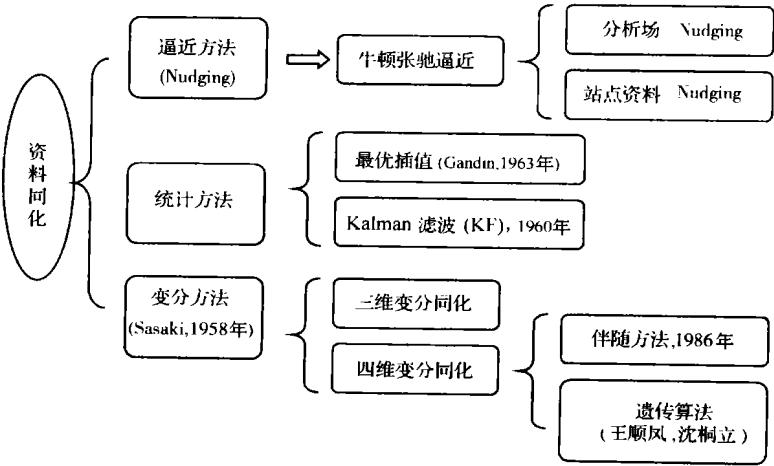 资
料
同
化
逼近方法
(Nudging)
牛顿张驰逼近
分析场 Nudging
站点资料 Nudging
统计方法
最优插值(Gandin,1963年)
Kalman 滤波 (KF), 1960年
变分方法
(Sasaki,1958年)
三维变分同化
四维变分同化
伴随方法,1986年
遗传算法
(王顺凤,沈桐立)